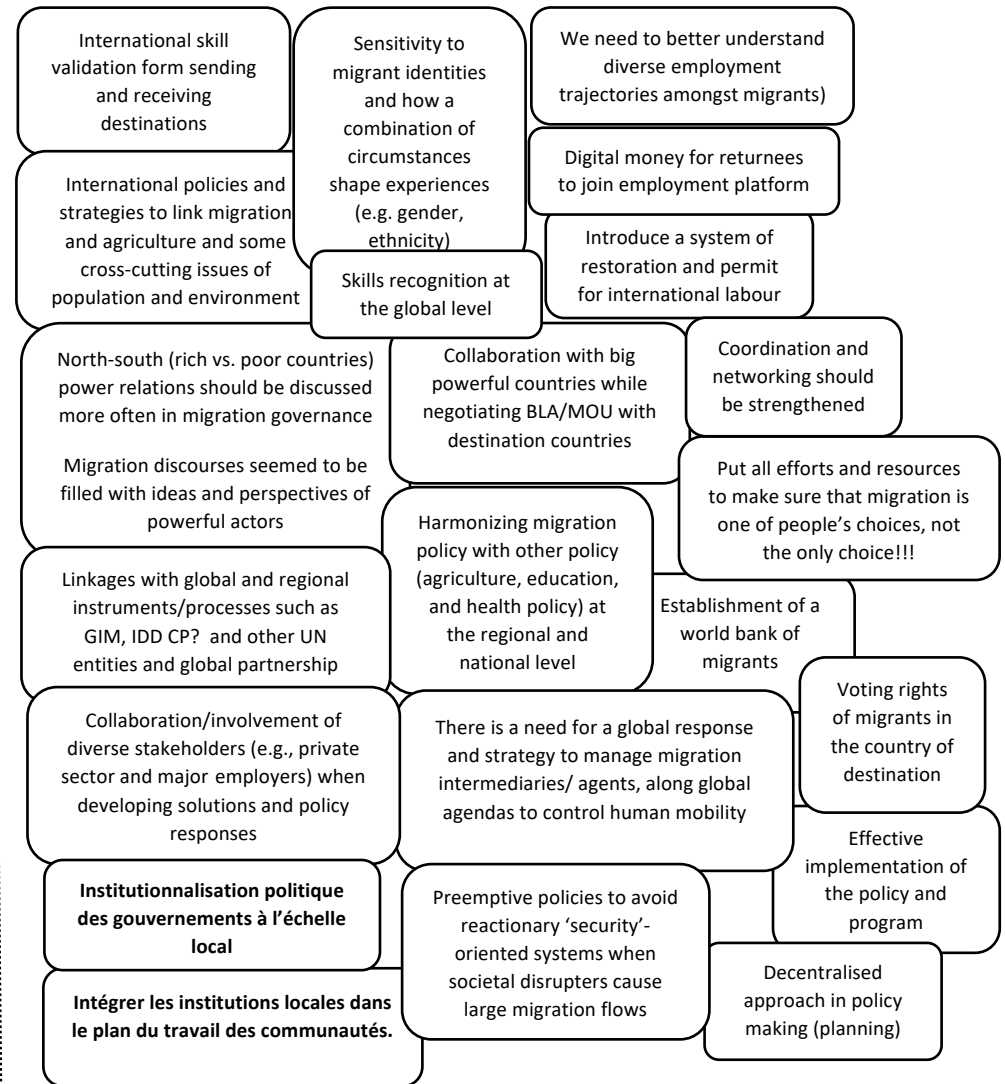 International skill
validation form sending
and receiving
destinations
Sensitivity to
migrant identities
and how a
combination of
circumstances
shape experiences
(e.g. gender,
ethnicity)
We need to better understand
diverse employment
trajectories amongst migrants)
Digital money for returnees
to join employment platform
International policies and
strategies to link migration
and agriculture and some
cross-cutting issues of
population and environment
Introduce a system of
restoration and permit
for international labour
Skills recognition at
the global level
North-south (rich vs. poor countries)
power relations should be discussed
more often in migration governance
Migration discourses seemed to be
filled with ideas and perspectives of
powerful actors
Collaboration with big
powerful countries while
negotiating BLA/MOU with
destination countries
Coordination and
networking should
be strengthened
Put all efforts and resources
to make sure that migration is
one of people’s choices, not
the only choice!!!
Harmonizing migration
policy with other policy
(agriculture, education,
and health policy) at
the regional and
national level
Linkages with global and regional
instruments/processes such as
GIM, IDD CP? and other UN
entities and global partnership
Establishment of a
world bank of
migrants
Voting rights
of migrants in
the country of
destination
Collaboration/involvement of
diverse stakeholders (e.g., private
sector and major employers) when
developing solutions and policy
responses
There is a need for a global response
and strategy to manage migration
intermediaries/ agents, along global
agendas to control human mobility
Effective
implementation of
the policy and
program
Institutionnalisation politique
des gouvernements à l’échelle
local
Preemptive policies to avoid
reactionary ‘security’-
oriented systems when
societal disrupters cause
large migration flows
Decentralised
approach in policy
making (planning)
Intégrer les institutions locales dans
le plan du travail des communautés.